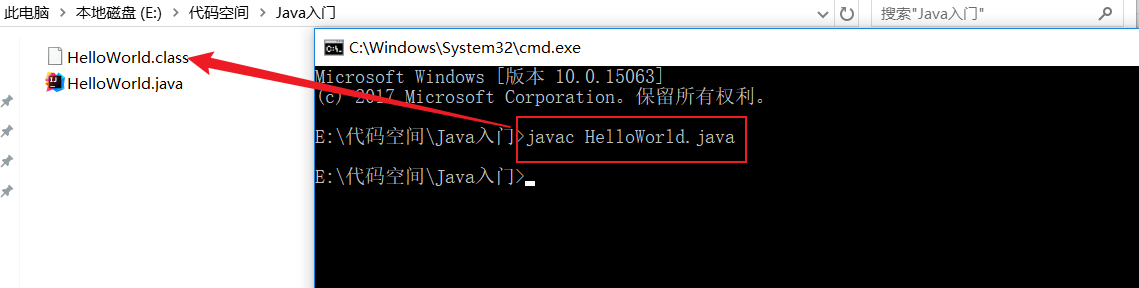 此电脑 > 本地磁盘 (E:) > 代码空间 > Java入门
搜索"Java入门"
HelloWorld.class
HelloWorld.java
C:\Windows\System32\cmd.exe
Microsoft Windows [版本 10.0.15063]
(c) 2017 Microsoft Corporation。保留所有权利。
E:\代码空间\Java入门>javac HelloWorld.java
E:\代码空间\Java入门>